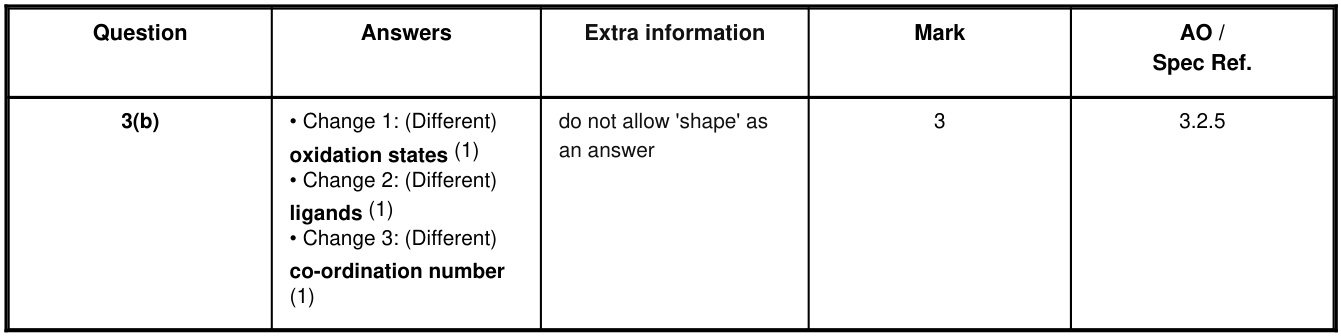 Question Answers Extra information Mark AO /
Spec Ref.
3(b) • Change 1: (Different) do not allow 'shape' as 3 3.2.5
oxidation states (1) an answer
• Change 2: (Different)
ligands (1)
• Change 3: (Different)
co-ordination number
(1)